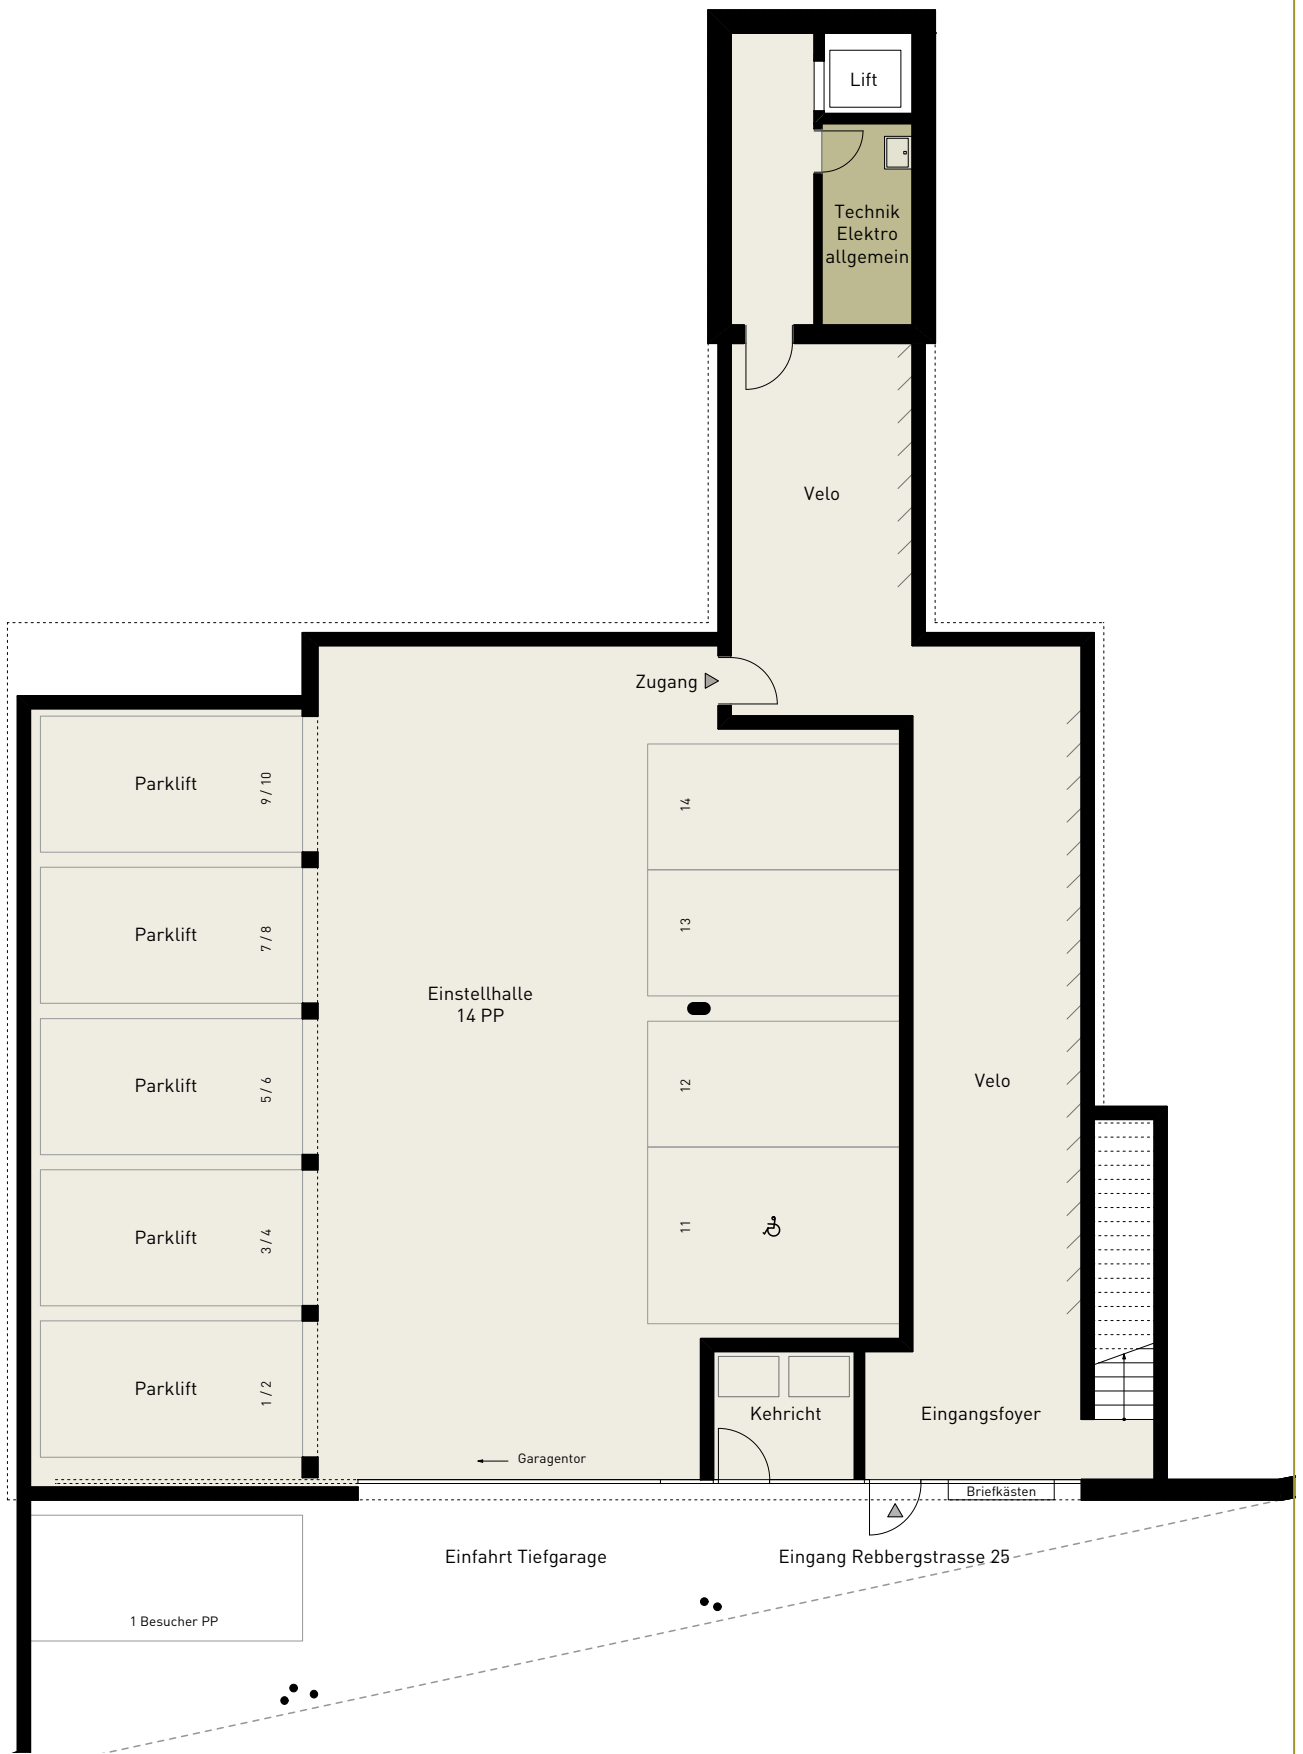 Lift
Technik
Elektro
allgemein
Velo
Zugang
Parklift
9 / 10
14
Parklift
7 / 8
13
Einstellhalle
14 PP
Parklift
5 / 6
12
Velo
Parklift
3 / 4
11
Parklift
1 / 2
Kehricht
Eingangsfoyer
Garagentor
Briefkästen
Einfahrt Tiefgarage
Eingang Rebbergstrasse 25
1 Besucher PP